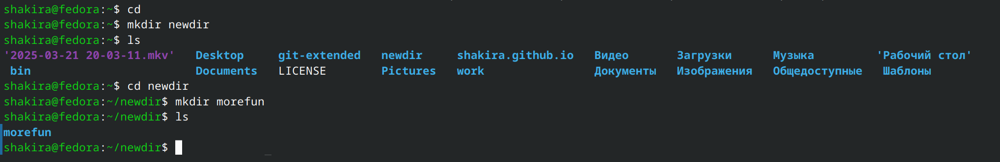 shakira@fedora:~$ cd
shakira@fedora:~$ mkdir newdir
shakira@fedora:~$ ls
'2025-03-21 20-03-11.mkv'   Desktop     git-extended   newdir     shakira.github.io   Видео       Загрузки      Музыка         'Рабочий стол'
 bin                        Documents   LICENSE        Pictures   work                Документы   Изображения   Общедоступные   Шаблоны
shakira@fedora:~$ cd newdir
shakira@fedora:~/newdir$ mkdir morefun
shakira@fedora:~/newdir$ ls
morefun
shakira@fedora:~/newdir$